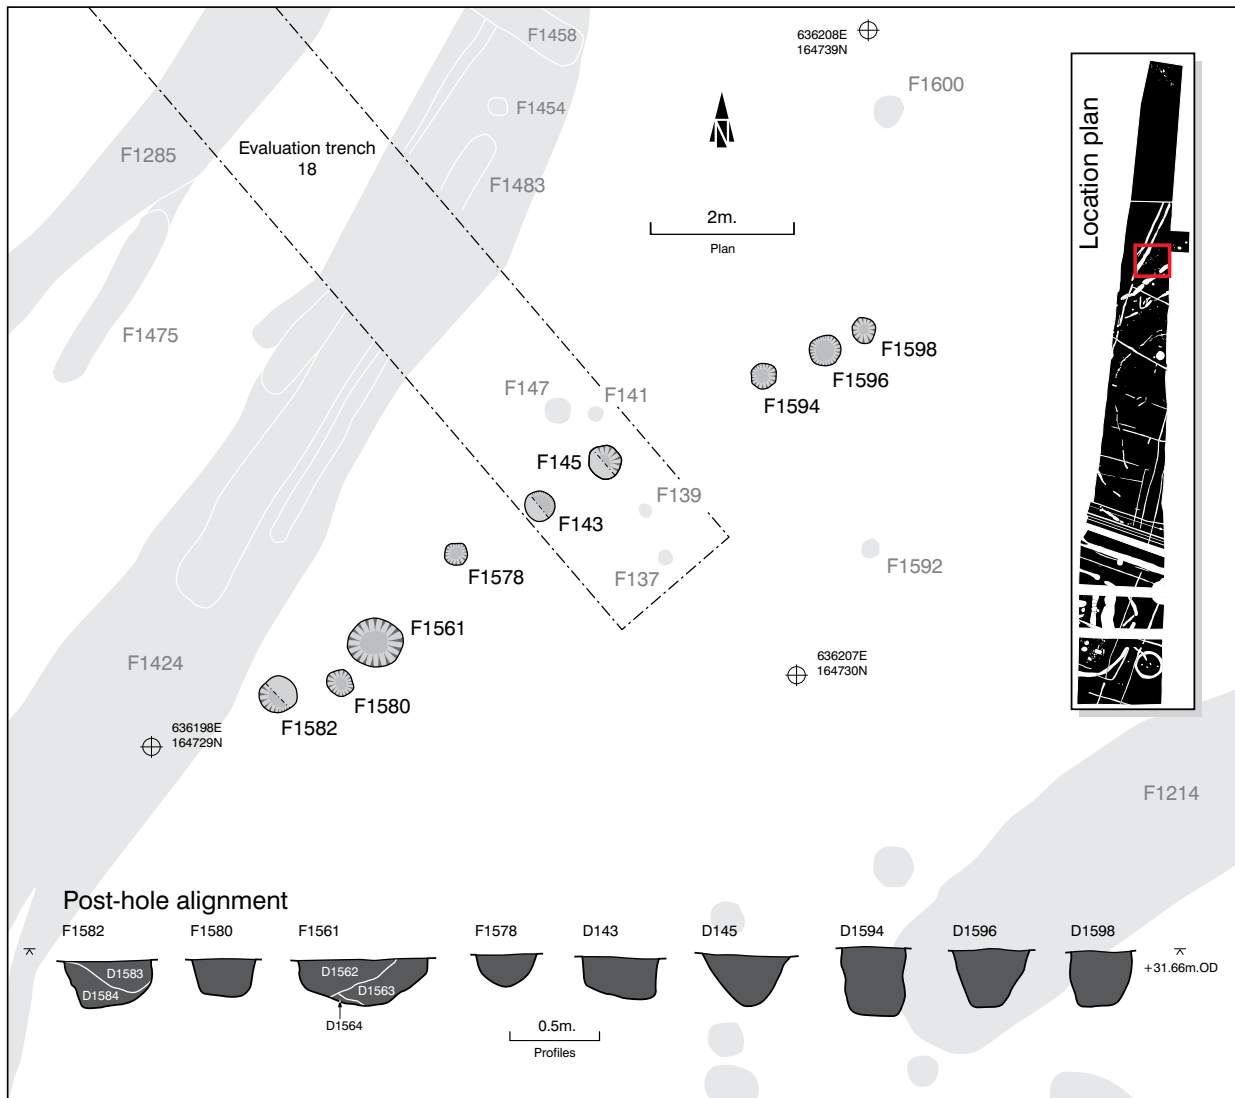 F1458
636208E
164739N
F1600
F1454
Evaluation trench
18
F1285
F1483
N
2m.
Plan
Location plan
F1475
F1598
F1596
F1594
F147
F141
F145
F139
F143
F1578
F137
F1592
F1561
F1424
F1580
F1582
636207E
164730N
636198E
164729N
F1214
Post-hole alignment
F1582
F1580
F1561
F1578
D143
D145
D1594
D1596
D1598
D1583
D1584
D1562
D1563
D1564
+31.66m.OD
0.5m.
Profiles